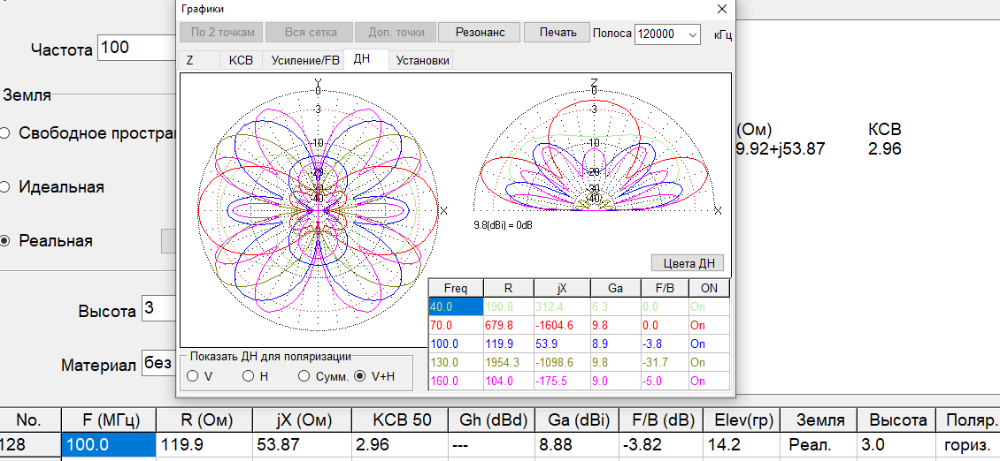 Графики
По 2 точкам Вся сетка Доп. точки Резонанс Печать Полоса 120000 кГц
Частота 100
Z КСВ Усиление/FB ДН Установки
Земля
Свободное простран
Идеальная
Реальная
Высота 3
Материал без
Y
0
-3
-10
-20
-30
-40
X
Z
0
-3
-10
-20
-30
-40
X
9.8(dBi) = 0dB
(Ом) КСВ
9.92+j53.87 2.96
Цвета ДН
Freq R jX Ga F/B ON
40.0 190.8 312.4 6.3 0.0 On
70.0 679.8 -1604.6 9.8 0.0 On
100.0 119.9 53.9 8.9 -3.8 On
130.0 1954.3 -1098.6 9.8 -31.7 On
160.0 104.0 -175.5 9.0 -5.0 On
Показать ДН для поляризации
V H Сумм. V+H
No. F (МГц) R (Ом) jX (Ом) КСВ 50 Gh (dBd) Ga (dBi) F/B (dB) Elev(гр) Земля Высота Поляр.
128 100.0 119.9 53.87 2.96 --- 8.88 -3.82 14.2 Реал. 3.0 гориз.